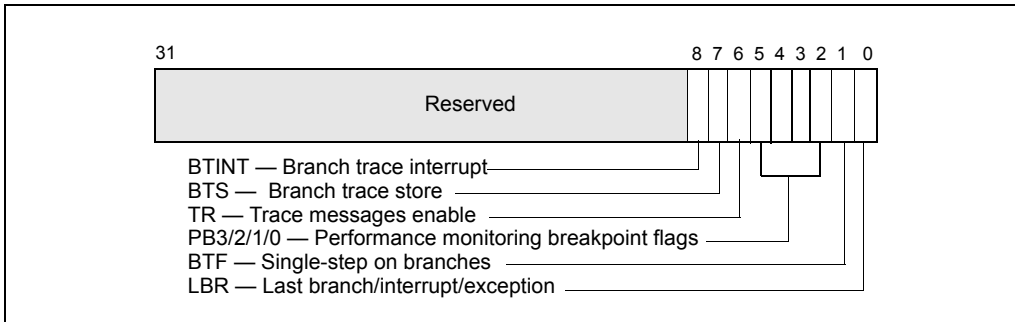 31 8 7 6 5 4 3 2 1 0
Reserved
BTINT — Branch trace interrupt
BTS — Branch trace store
TR — Trace messages enable
PB3/2/1/0 — Performance monitoring breakpoint flags
BTF — Single-step on branches
LBR — Last branch/interrupt/exception